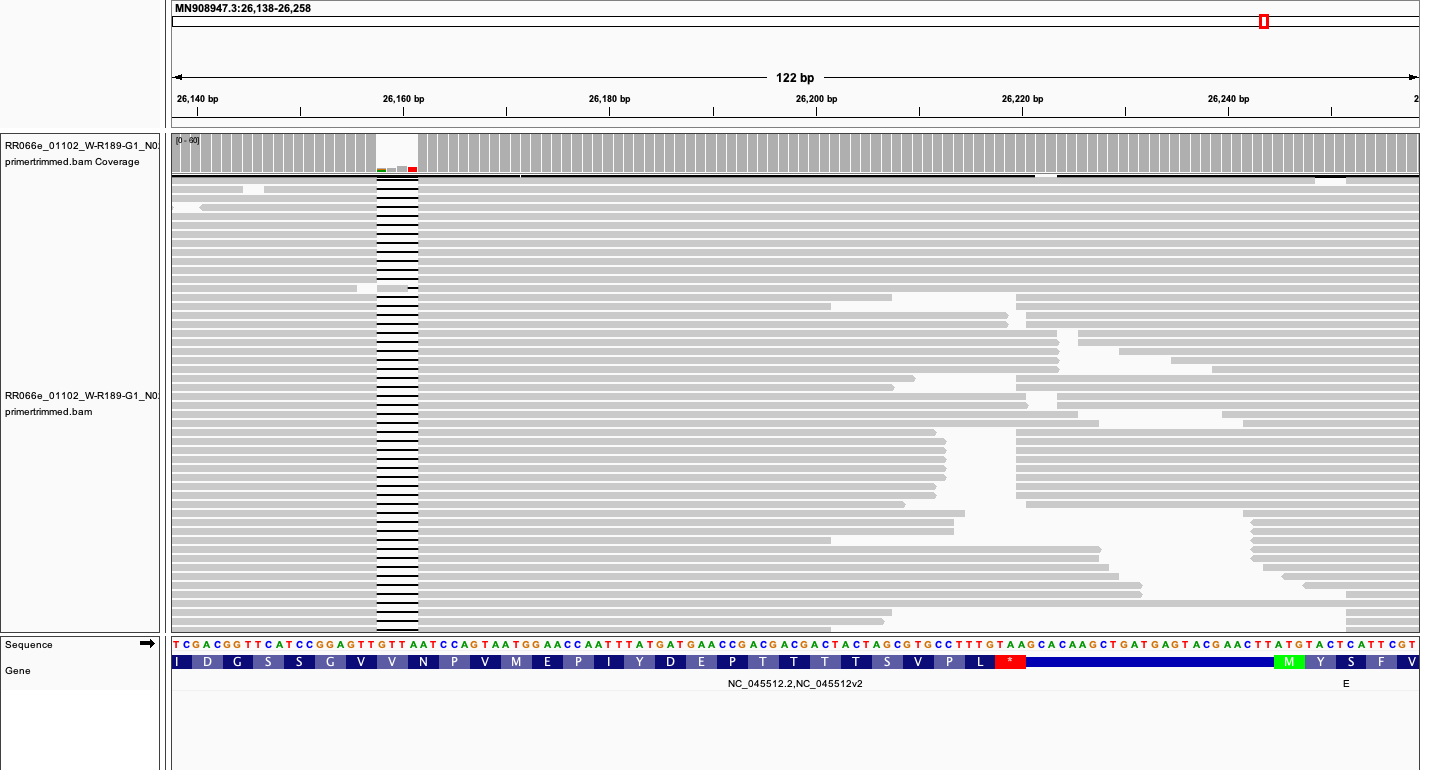 MN908947.3:26,138-26,258
122 bp
26,140 bp 26,160 bp 26,180 bp 26,200 bp 26,220 bp 26,240 bp 2
RR066e_01102_W-R189-G1_N0
primertrimmed.bam Coverage
[0 - 60]
RR066e_01102_W-R189-G1_N0
primertrimmed.bam
Sequence
TCGACGGTTCATCCGGAGTTGTTAATCCAGTAATGGAACCAATTTATGATGAACCGACGACGACTACTAGCGTGCCTTTGTAAGCACAAGCTGATGAGTACGAACTTATGTACTCATTCGT
Gene
I D G S S G V V N P V M E P I Y D E P T T T T S V P L * M Y S F V
NC_045512.2,NC_045512v2 E